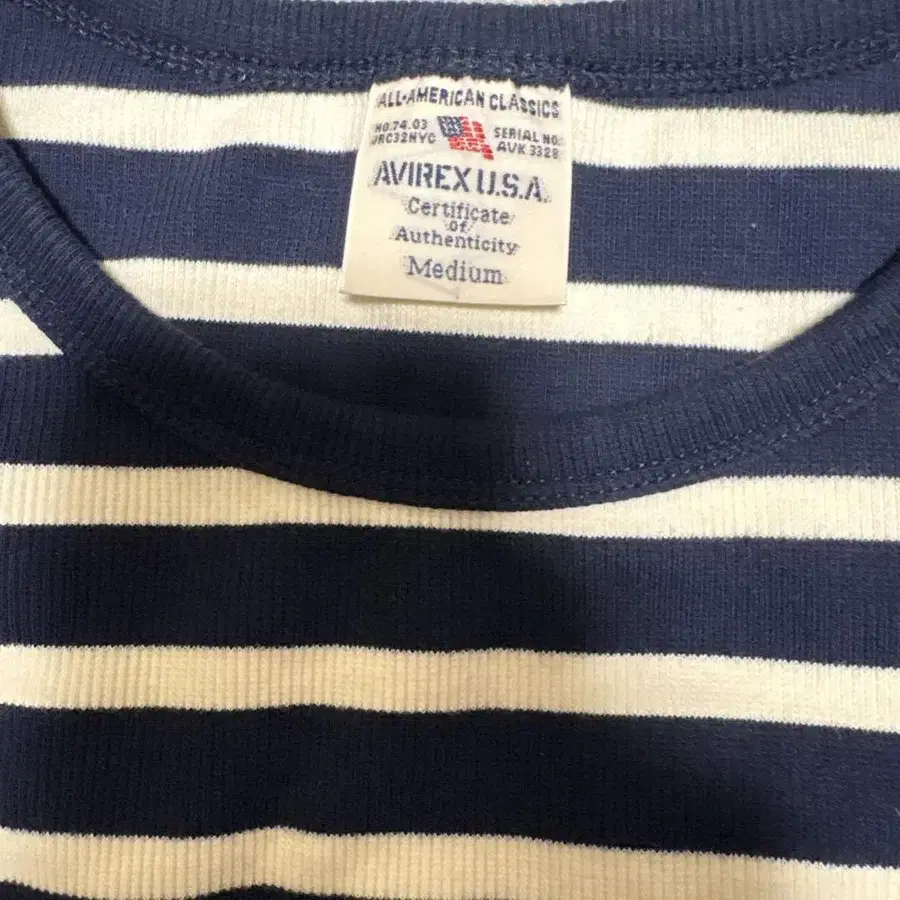 ALL-AMERICAN CLASSICS
NO.74.03 SERIAL NO.
JRC32NYC AVK 3328
AVIREX U.S.A.
Certificate
of
Authenticity
Medium